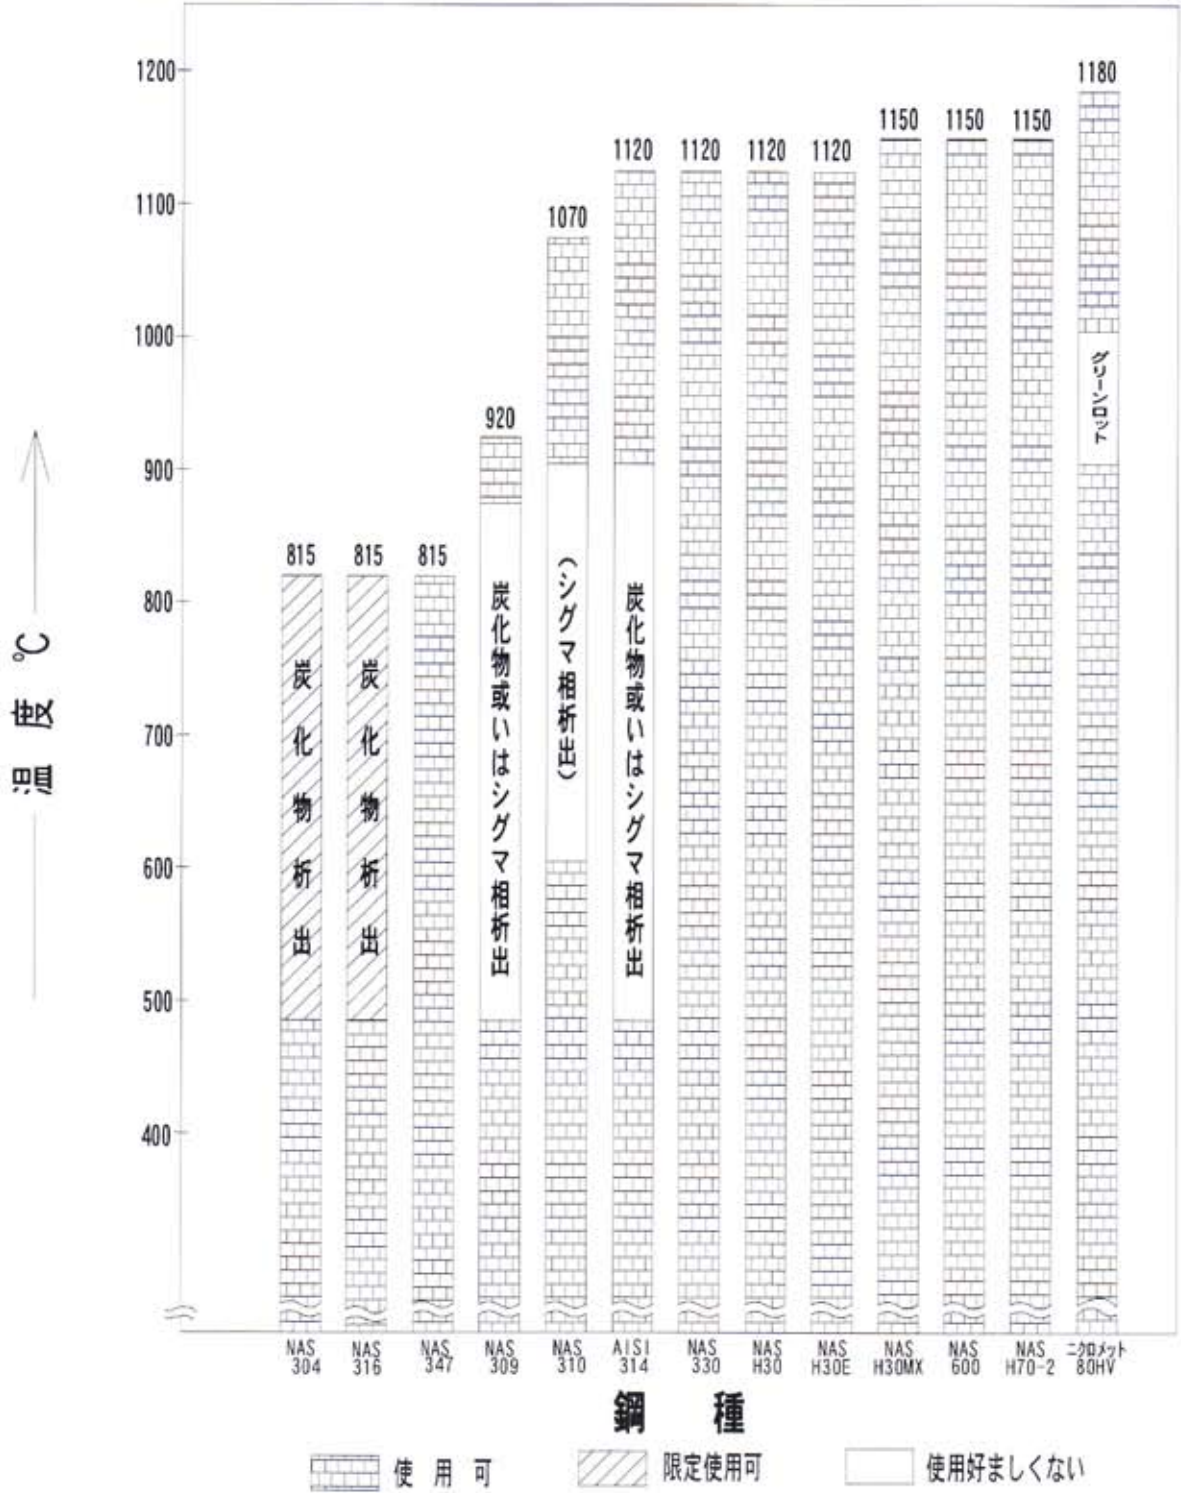 1200
1100
1000
900
800
700
600
500
400
温度 ℃
815
815
815
920
1070
1120
1120
1120
1120
1150
1150
1150
1180
炭化物析出
炭化物析出
炭化物或いはシグマ相析出
(シグマ相析出)
炭化物或いはシグマ相析出
グリーンロット
NAS
304
NAS
316
NAS
347
NAS
309
NAS
310
AISI
314
NAS
330
NAS
H30
NAS
H30E
NAS
H30MX
NAS
600
NAS
H70-2
ニクロメット
80HV
鋼種
使用可
限定使用可
使用好ましくない